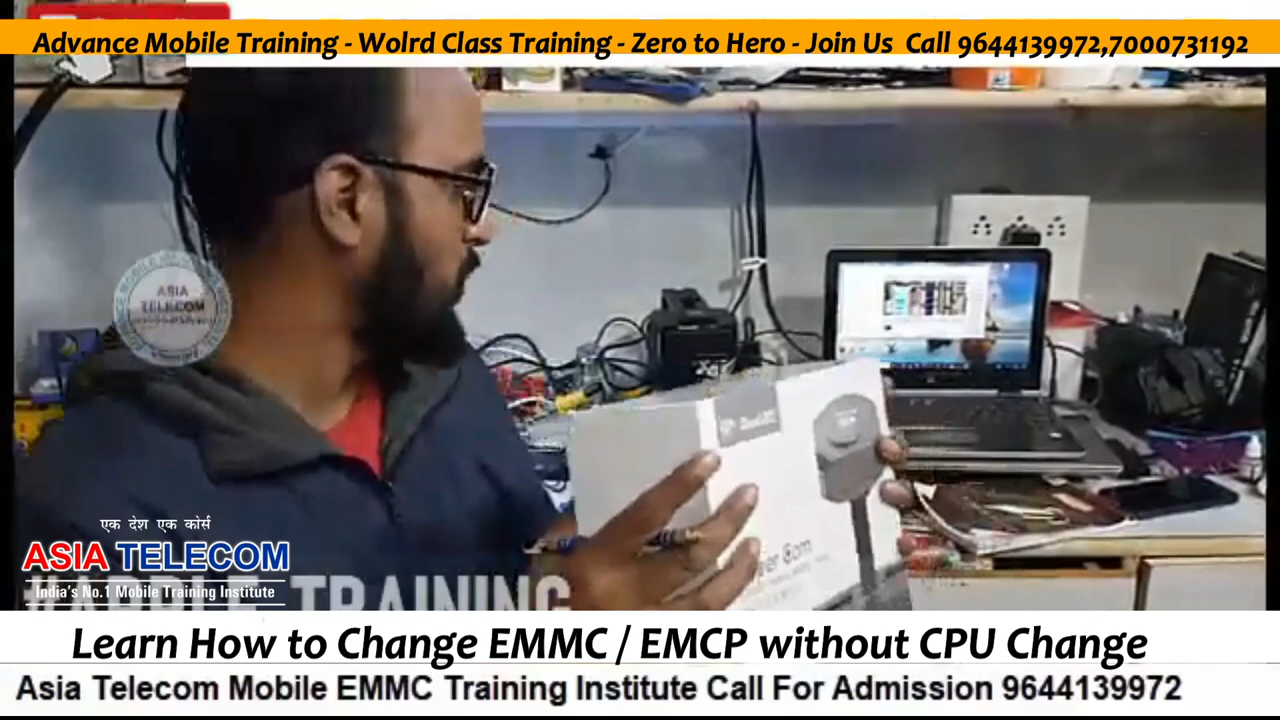 Advance Mobile Training - Wolrd Class Training - Zero to Hero - Join Us Call 9644139972,7000731192
ASIA
TELECOM
एक देश एक कोर्स
ASIA TELECOM
India's No.1 Mobile Training Institute
TRAINING
Learn How to Change EMMC / EMCP without CPU Change
Asia Telecom Mobile EMMC Training Institute Call For Admission 9644139972